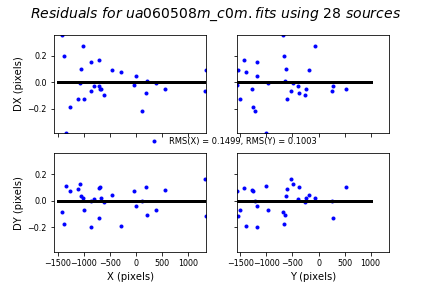 Residuals for ua060508m_c0m.fits using 28 sources
DX (pixels)
0.2
0.0
−0.2
RMS(X) = 0.1499, RMS(Y) = 0.1003
DY (pixels)
0.2
0.0
−0.2
−1500 −1000 −500 0 500 1000
−1500 −1000 −500 0 500 1000
X (pixels)
Y (pixels)